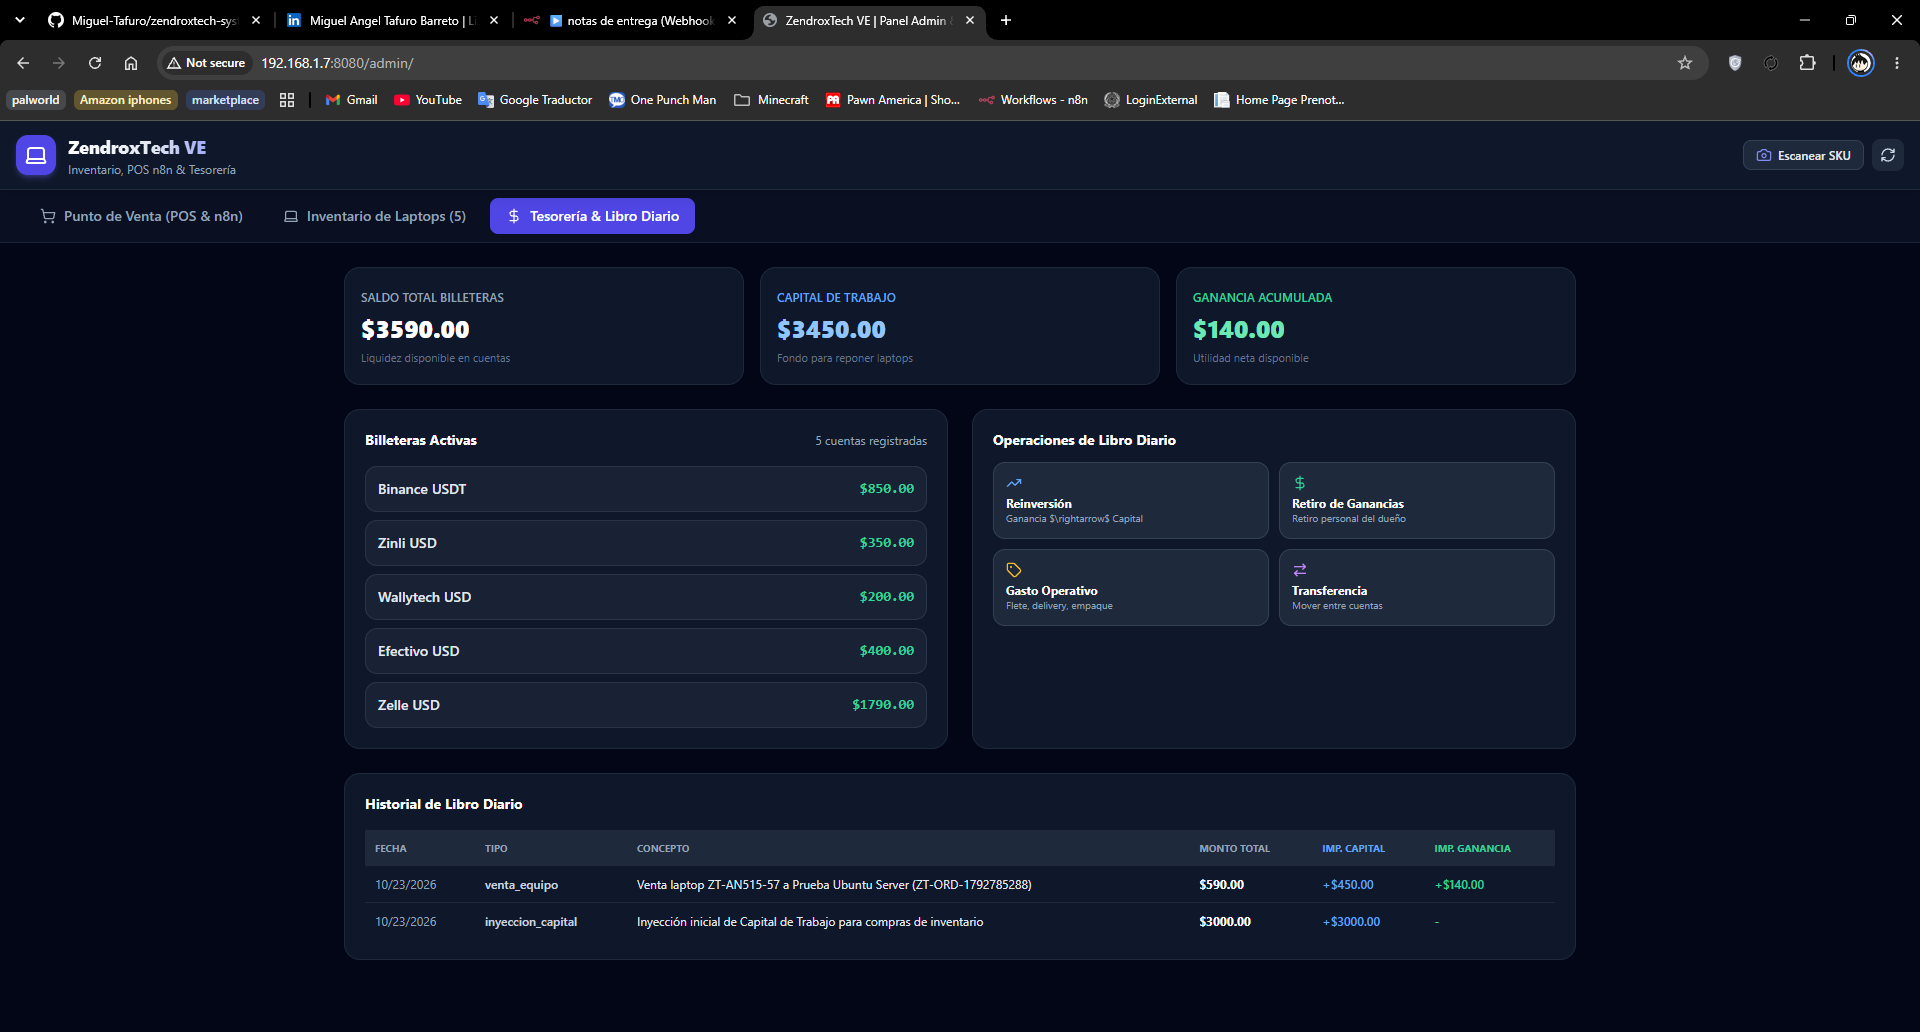 Miguel-Tafuro/zendroxtech-sys
Miguel Angel Tafuro Barreto | Li
notas de entrega (Webhook
ZendroxTech VE | Panel Admin &
Not secure
192.168.1.7:8080/admin/
palworld
Amazon iphones
marketplace
Gmail
YouTube
Google Traductor
One Punch Man
Minecraft
Pawn America | Sho...
Workflows - n8n
LoginExternal
Home Page Prenot...
ZendroxTech VE
Inventario, POS n8n & Tesorería
Escanear SKU
Punto de Venta (POS & n8n)
Inventario de Laptops (5)
Tesorería & Libro Diario
SALDO TOTAL BILLETERAS
$3590.00
Liquidez disponible en cuentas
CAPITAL DE TRABAJO
$3450.00
Fondo para reponer laptops
GANANCIA ACUMULADA
$140.00
Utilidad neta disponible
Billeteras Activas
5 cuentas registradas
Binance USDT $850.00
Zinli USD $350.00
Wallytech USD $200.00
Efectivo USD $400.00
Zelle USD $1790.00
Operaciones de Libro Diario
Reinversión
Ganancia $\rightarrow$ Capital
Retiro de Ganancias
Retiro personal del dueño
Gasto Operativo
Flete, delivery, empaque
Transferencia
Mover entre cuentas
Historial de Libro Diario
FECHA TIPO CONCEPTO MONTO TOTAL IMP. CAPITAL IMP. GANANCIA
10/23/2026 venta_equipo Venta laptop ZT-AN515-57 a Prueba Ubuntu Server (ZT-ORD-1792785288) $590.00 +$450.00 +$140.00
10/23/2026 inyeccion_capital Inyección inicial de Capital de Trabajo para compras de inventario $3000.00 +$3000.00 -